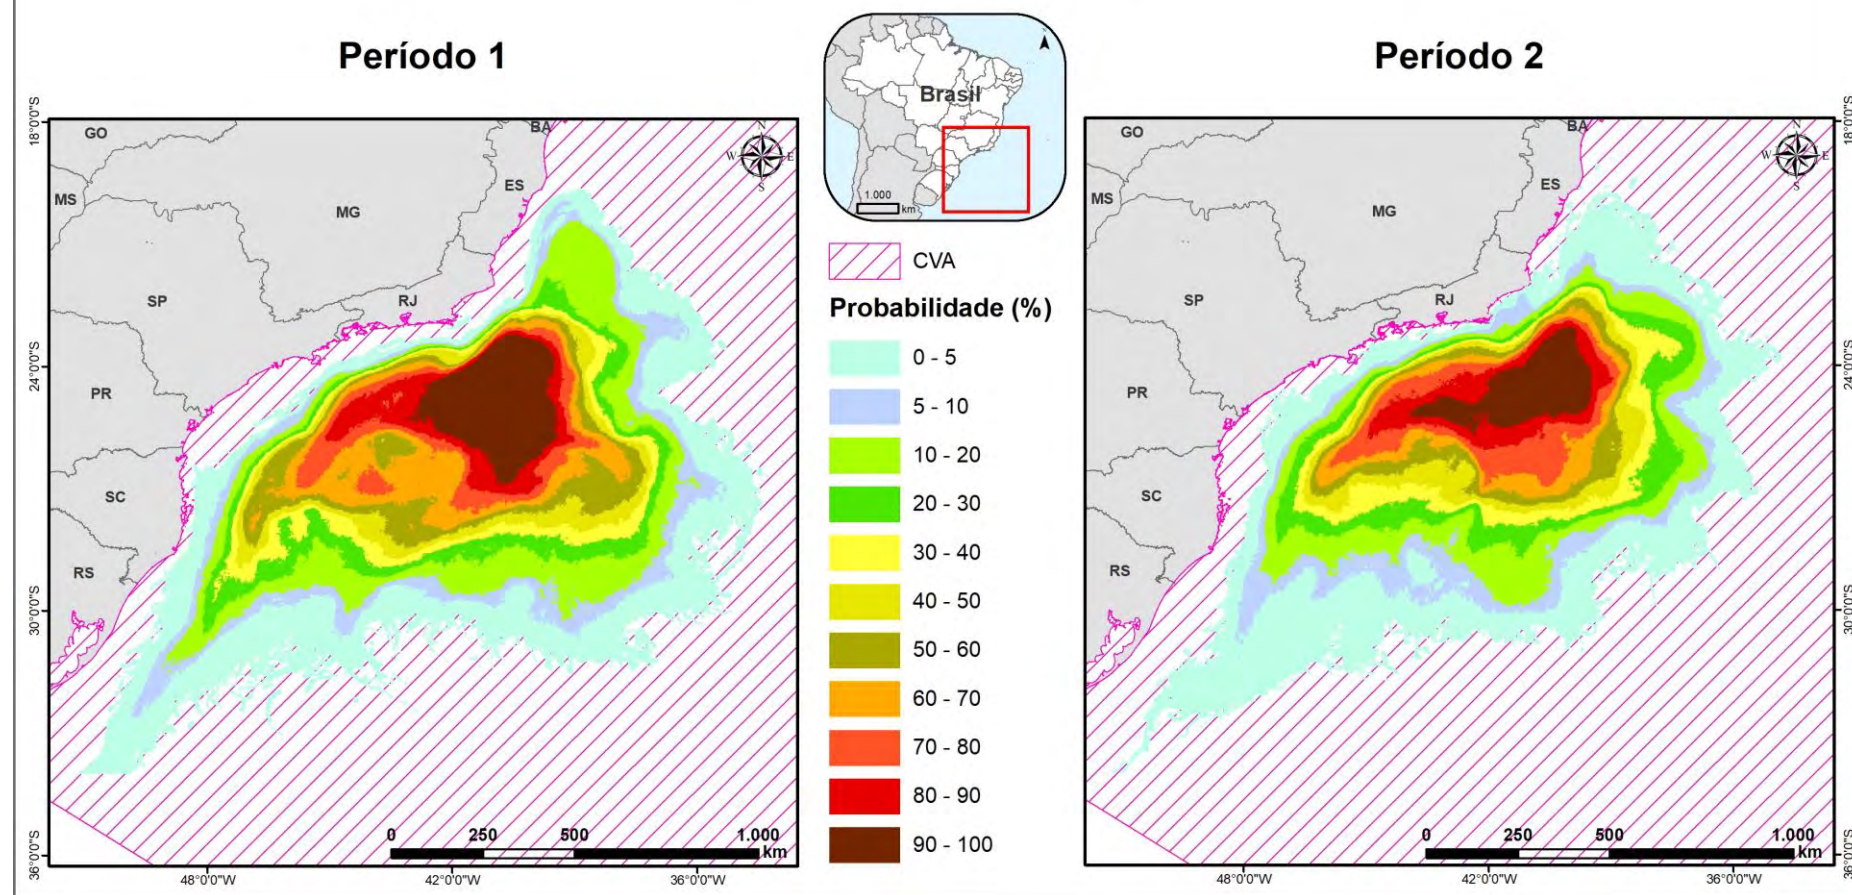 Período 1
Período 2
Brasil
1.000
km
CVA
Probabilidade (%)
0 - 5
5 - 10
10 - 20
20 - 30
30 - 40
40 - 50
50 - 60
60 - 70
70 - 80
80 - 90
90 - 100
GO
BA
MS
ES
MG
SP
RJ
PR
SC
RS
N
W
E
S
18°0'0"S
24°0'0"S
30°0'0"S
36°0'0"S
0
250
500
1.000
km
48°0'0"W
42°0'0"W
36°0'0"W
GO
BA
MS
ES
MG
SP
RJ
PR
SC
RS
N
W
E
S
18°0'0"S
24°0'0"S
30°0'0"S
36°0'0"S
0
250
500
1.000
km
48°0'0"W
42°0'0"W
36°0'0"W